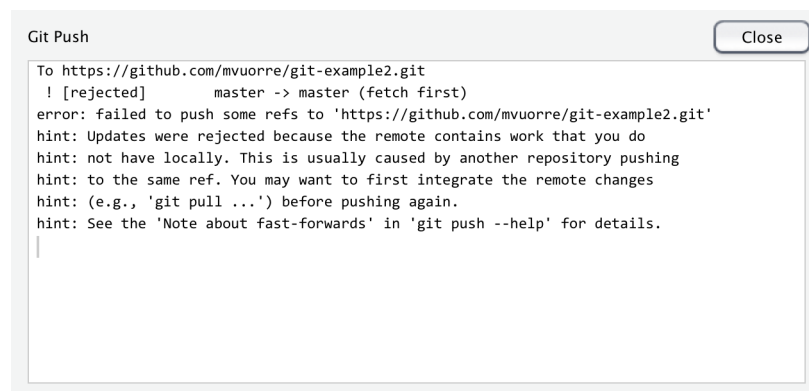 Git Push
Close
To https://github.com/mvuorre/git-example2.git
 ! [rejected]        master -> master (fetch first)
error: failed to push some refs to 'https://github.com/mvuorre/git-example2.git'
hint: Updates were rejected because the remote contains work that you do
hint: not have locally. This is usually caused by another repository pushing
hint: to the same ref. You may want to first integrate the remote changes
hint: (e.g., 'git pull ...') before pushing again.
hint: See the 'Note about fast-forwards' in 'git push --help' for details.